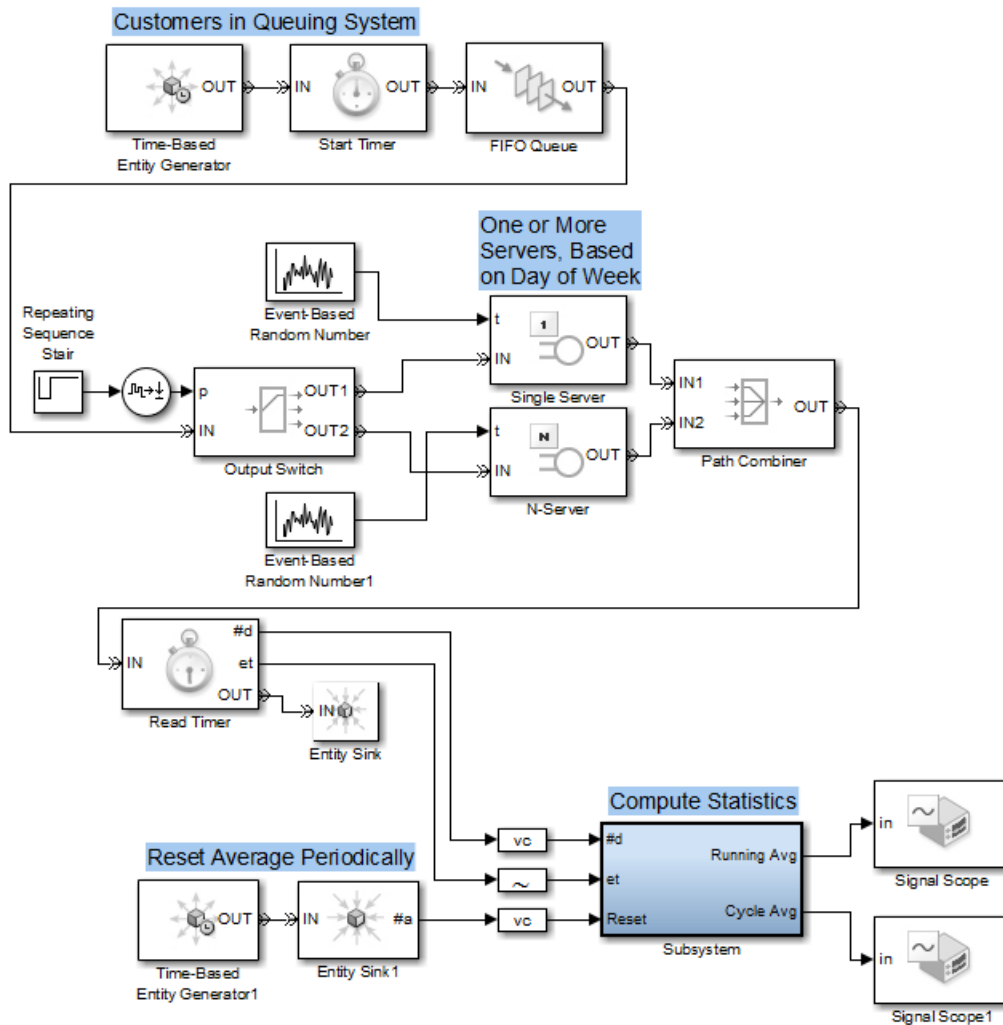 Customers in Queuing System
OUT
IN
OUT
IN
OUT
Time-Based
Entity Generator
Start Timer
FIFO Queue
One or More
Servers, Based
on Day of Week
Event-Based
Random Number
Repeating
Sequence
Stair
t
1
OUT
IN
Single Server
p
OUT1
IN
OUT2
Output Switch
t
N
OUT
IN
N-Server
IN1
OUT
IN2
Path Combiner
Event-Based
Random Number1
#d
IN
et
OUT
Read Timer
IN
Entity Sink
Compute Statistics
vc
#d
Running Avg
et
vc
Reset
Cycle Avg
Subsystem
in
Signal Scope
in
Signal Scope1
Reset Average Periodically
OUT
IN
#a
Time-Based
Entity Generator1
Entity Sink1